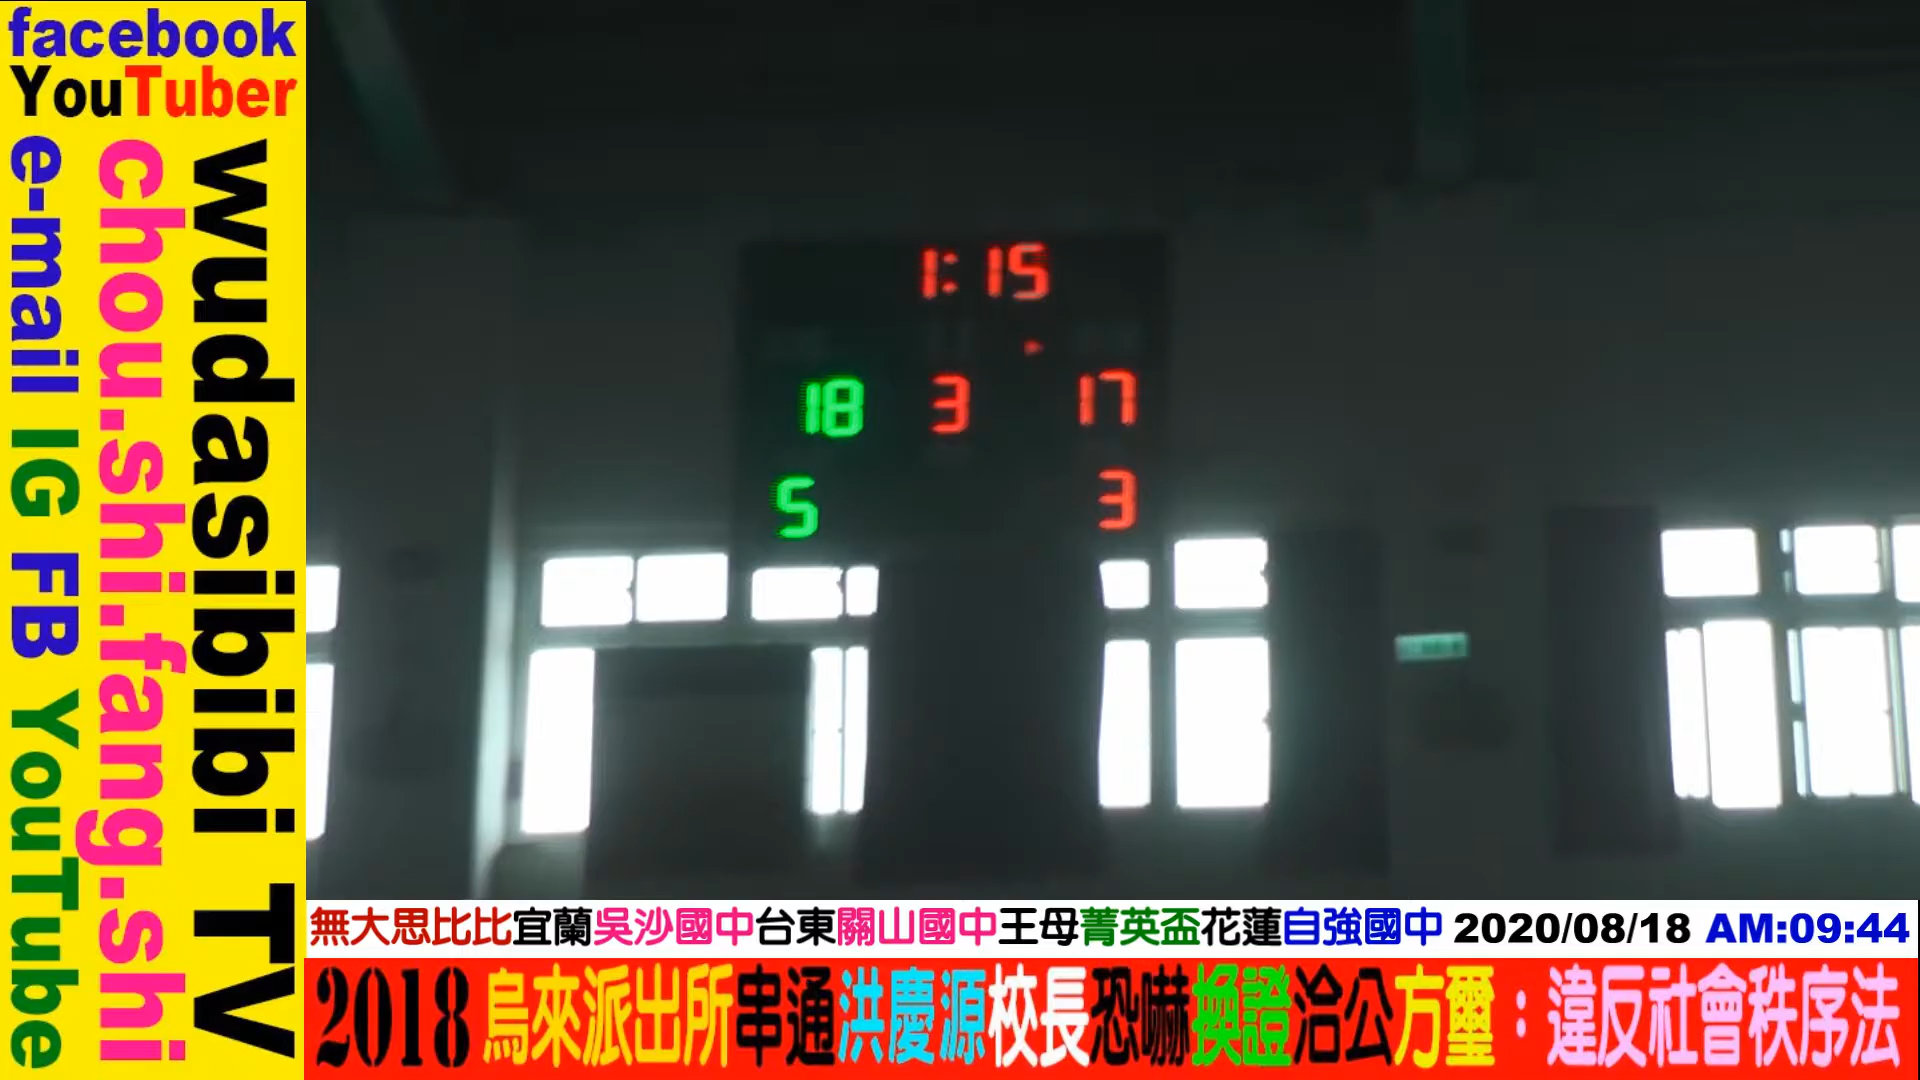 facebook
YouTuber
wudasibibi TV
chou.shi.fang.shi
e-mail IG FB YouTube
1:15
18 3 17
5 3
無大思比比宜蘭吳沙國中台東關山國中王母菁英盃花蓮自強國中 2020/08/18 AM:09:44
2018烏來派出所串通洪慶源校長恐嚇換證洽公方璽：違反社會秩序法